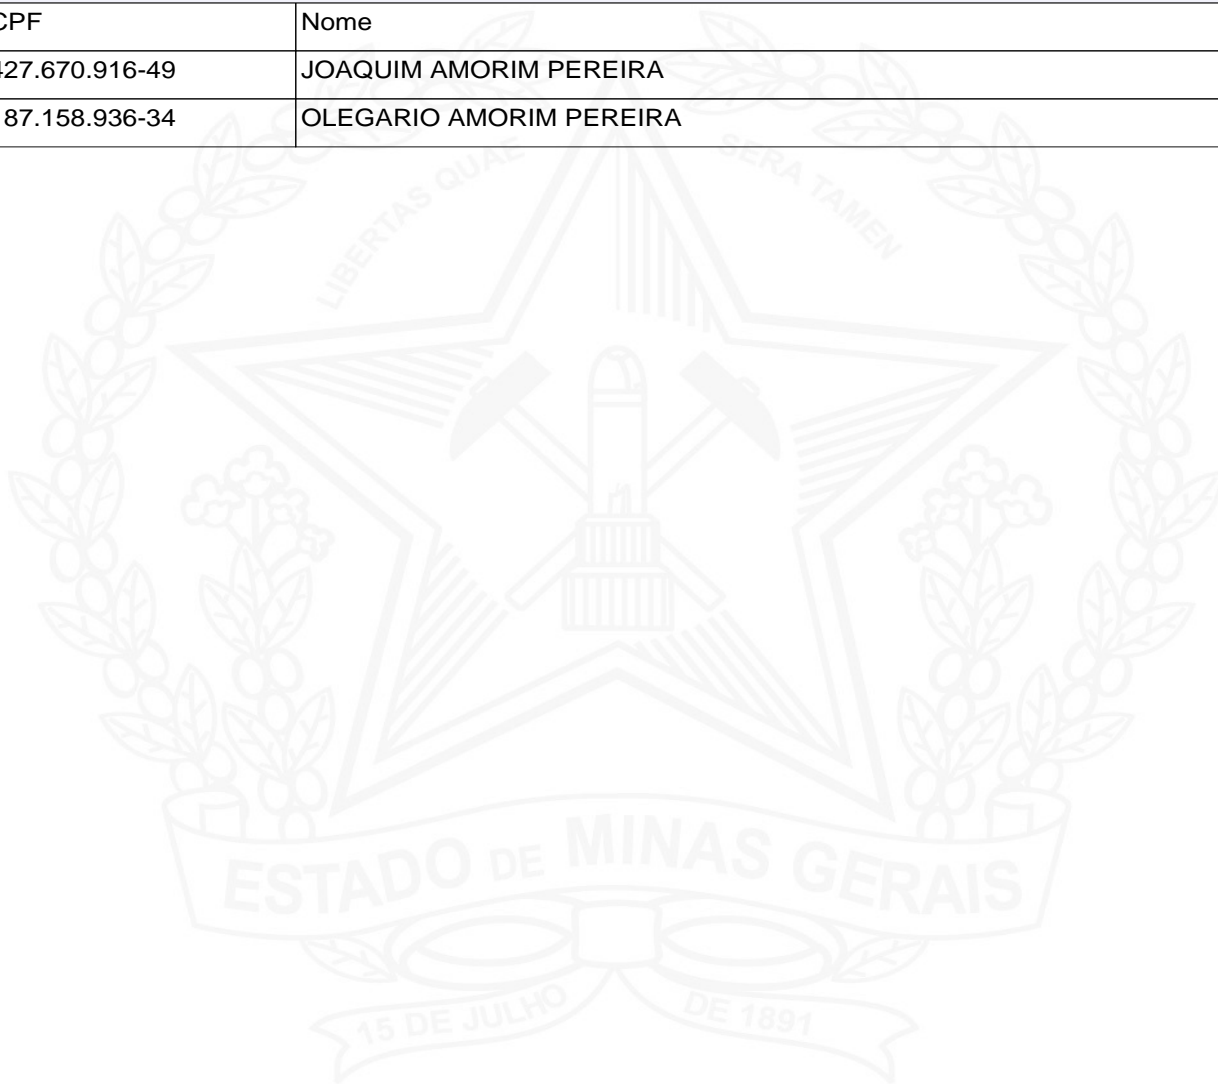 CPF Nome
427.670.916-49 JOAQUIM AMORIM PEREIRA
87.158.936-34 OLEGARIO AMORIM PEREIRA
LIBERTAS QUAE SERA TAMEN
ESTADO DE MINAS GERAIS
15 DE JULHO DE 1891